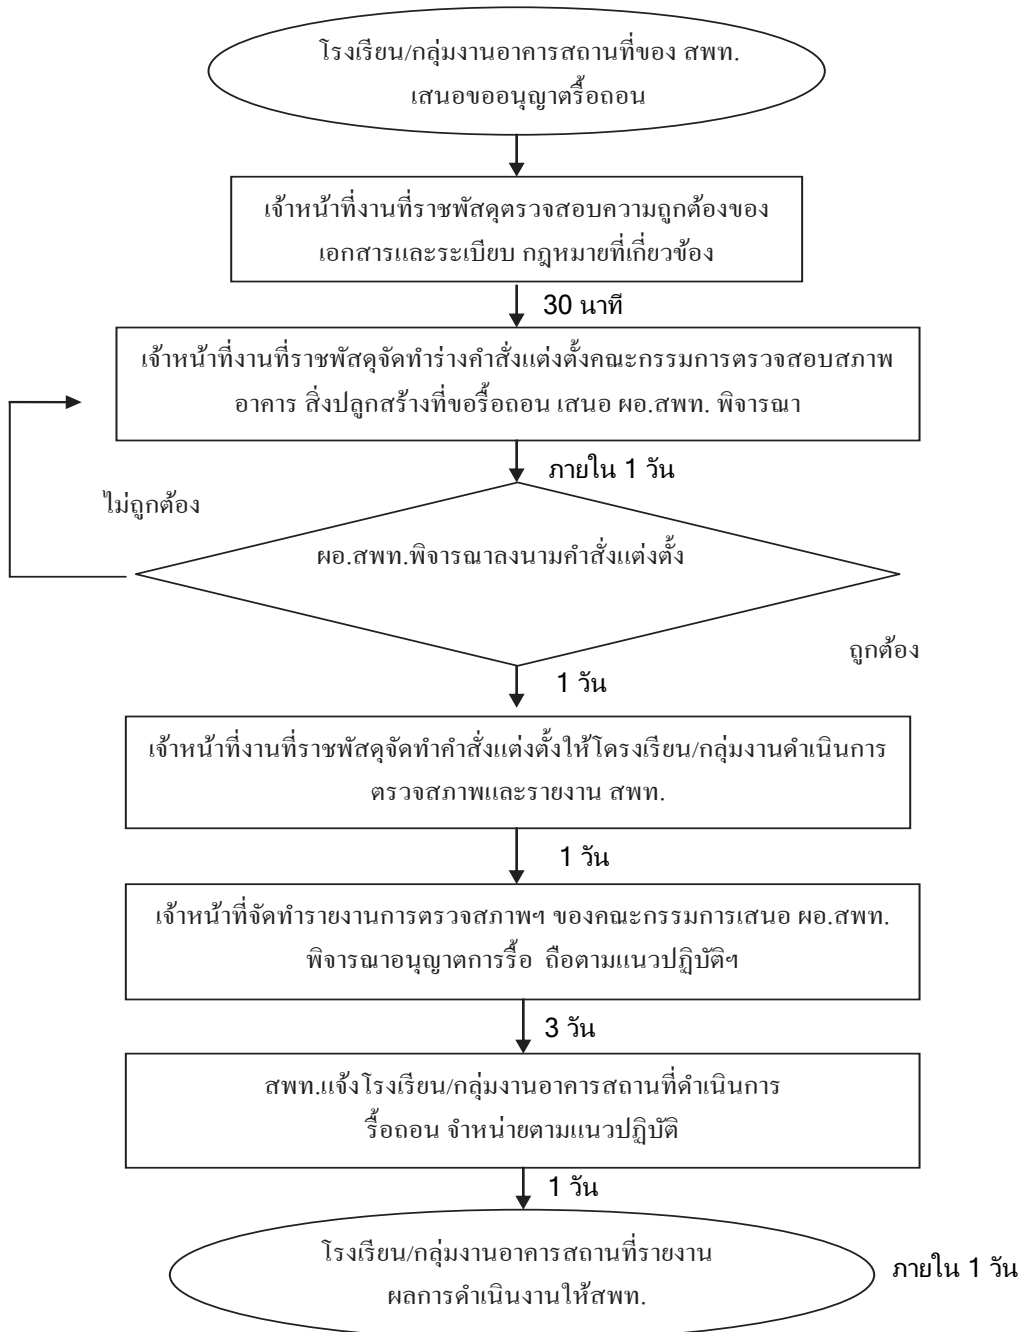 โรงเรียน/กลุ่มงานอาคารสถานที่ของ สพท.
เสนอขออนุญาตรื้อถอน
เจ้าหน้าที่งานที่ราชพัสดุตรวจสอบความถูกต้องของ
เอกสารและระเบียบ กฎหมายที่เกี่ยวข้อง
30 นาที
เจ้าหน้าที่งานที่ราชพัสดุจัดทำร่างคำสั่งแต่งตั้งคณะกรรมการตรวจสอบสภาพ
อาคาร สิ่งปลูกสร้างที่ขอรื้อถอน เสนอ ผอ.สพท. พิจารณา
ภายใน 1 วัน
ไม่ถูกต้อง
ผอ.สพท.พิจารณาลงนามคำสั่งแต่งตั้ง
ถูกต้อง
1 วัน
เจ้าหน้าที่งานที่ราชพัสดุจัดทำคำสั่งแต่งตั้งให้โดรงเรียน/กลุ่มงานดำเนินการ
ตรวจสภาพและรายงาน สพท.
1 วัน
เจ้าหน้าที่จัดทำรายงานการตรวจสภาพฯ ของคณะกรรมการเสนอ ผอ.สพท.
พิจารณาอนุญาตการรื้อ ถือตามแนวปฏิบัติฯ
3 วัน
สพท.แจ้งโรงเรียน/กลุ่มงานอาคารสถานที่ดำเนินการ
รื้อถอน จำหน่ายตามแนวปฏิบัติ
1 วัน
โรงเรียน/กลุ่มงานอาคารสถานที่รายงาน
ผลการดำเนินงานให้สพท.
ภายใน 1 วัน